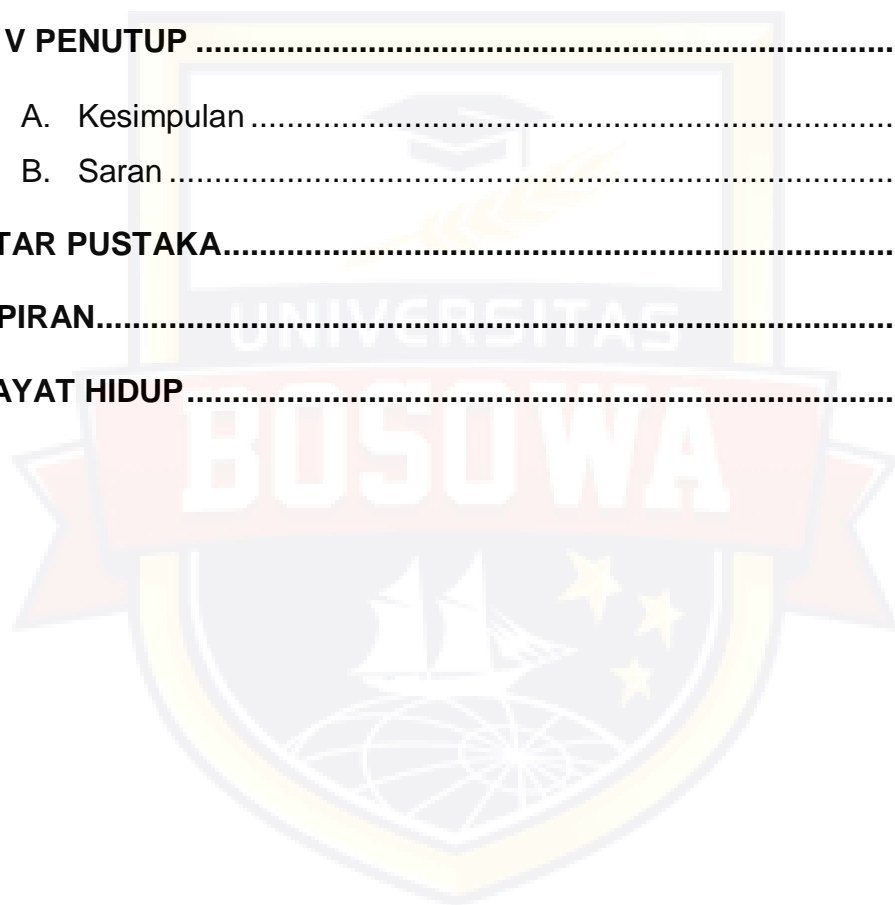 V PENUTUP ................................................................................
A. Kesimpulan ................................................................................
B. Saran ................................................................................
TAR PUSTAKA................................................................................
PIRAN................................................................................
AYAT HIDUP................................................................................
UNIVERSITAS
BOSOWA